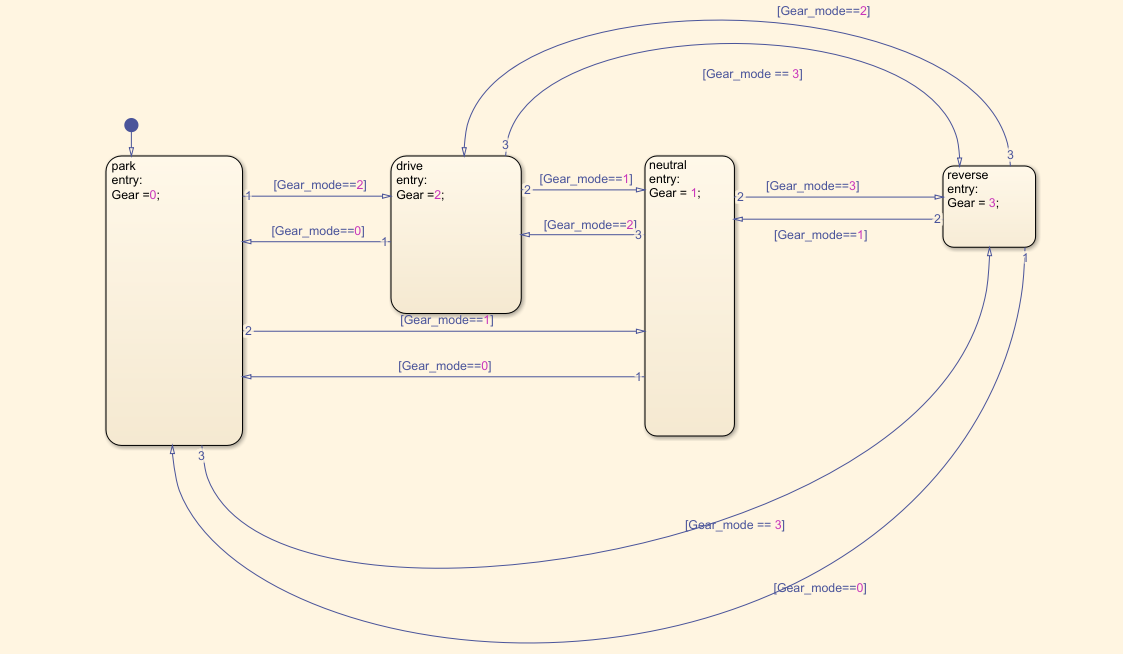 [Gear_mode==2]
[Gear_mode == 3]
3
3
park
entry:
Gear =0;
drive
entry:
Gear =2;
neutral
entry:
Gear = 1;
reverse
entry:
Gear = 3;
1
[Gear_mode==2]
2
[Gear_mode==1]
2
[Gear_mode==3]
[Gear_mode==0]
1
[Gear_mode==2]
3
[Gear_mode==1]
2
1
2
[Gear_mode==1]
[Gear_mode==0]
1
3
[Gear_mode == 3]
[Gear_mode==0]